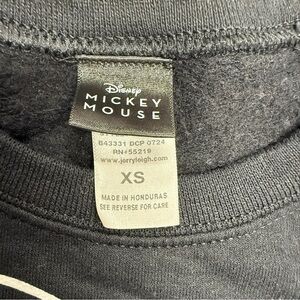 Disney
MICKEY
MOUSE
B43331 DCP 0724
RN#55219
www.jerryleigh.com
XS
MADE IN HONDURAS
SEE REVERSE FOR CARE